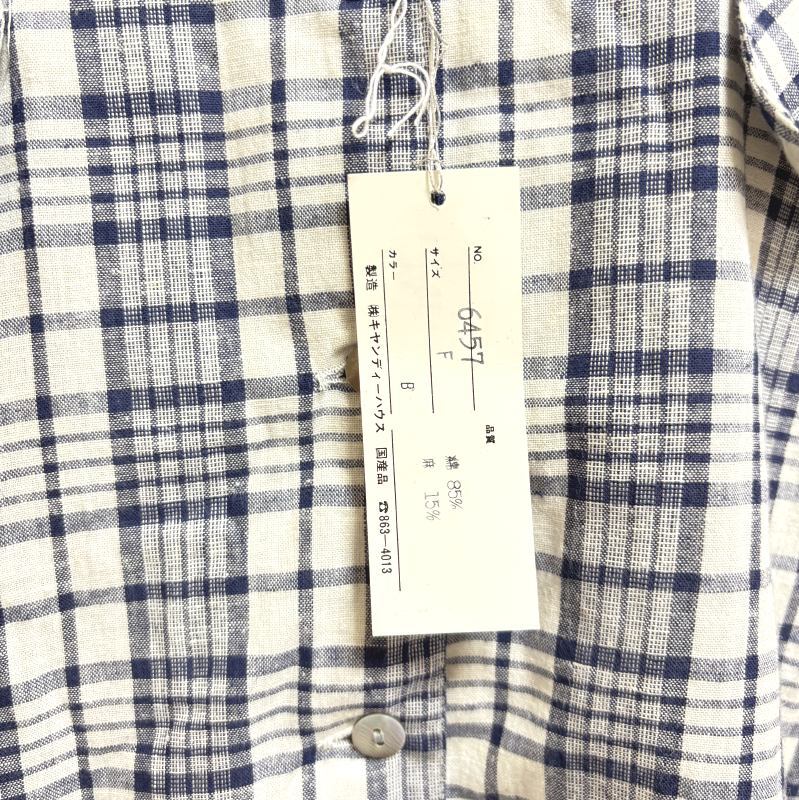 NO. 6457
サイズ F
カラー B
品質
綿 85%
麻 15%
製造 ㈱キャンディーハウス 国産品 ☎863—4013